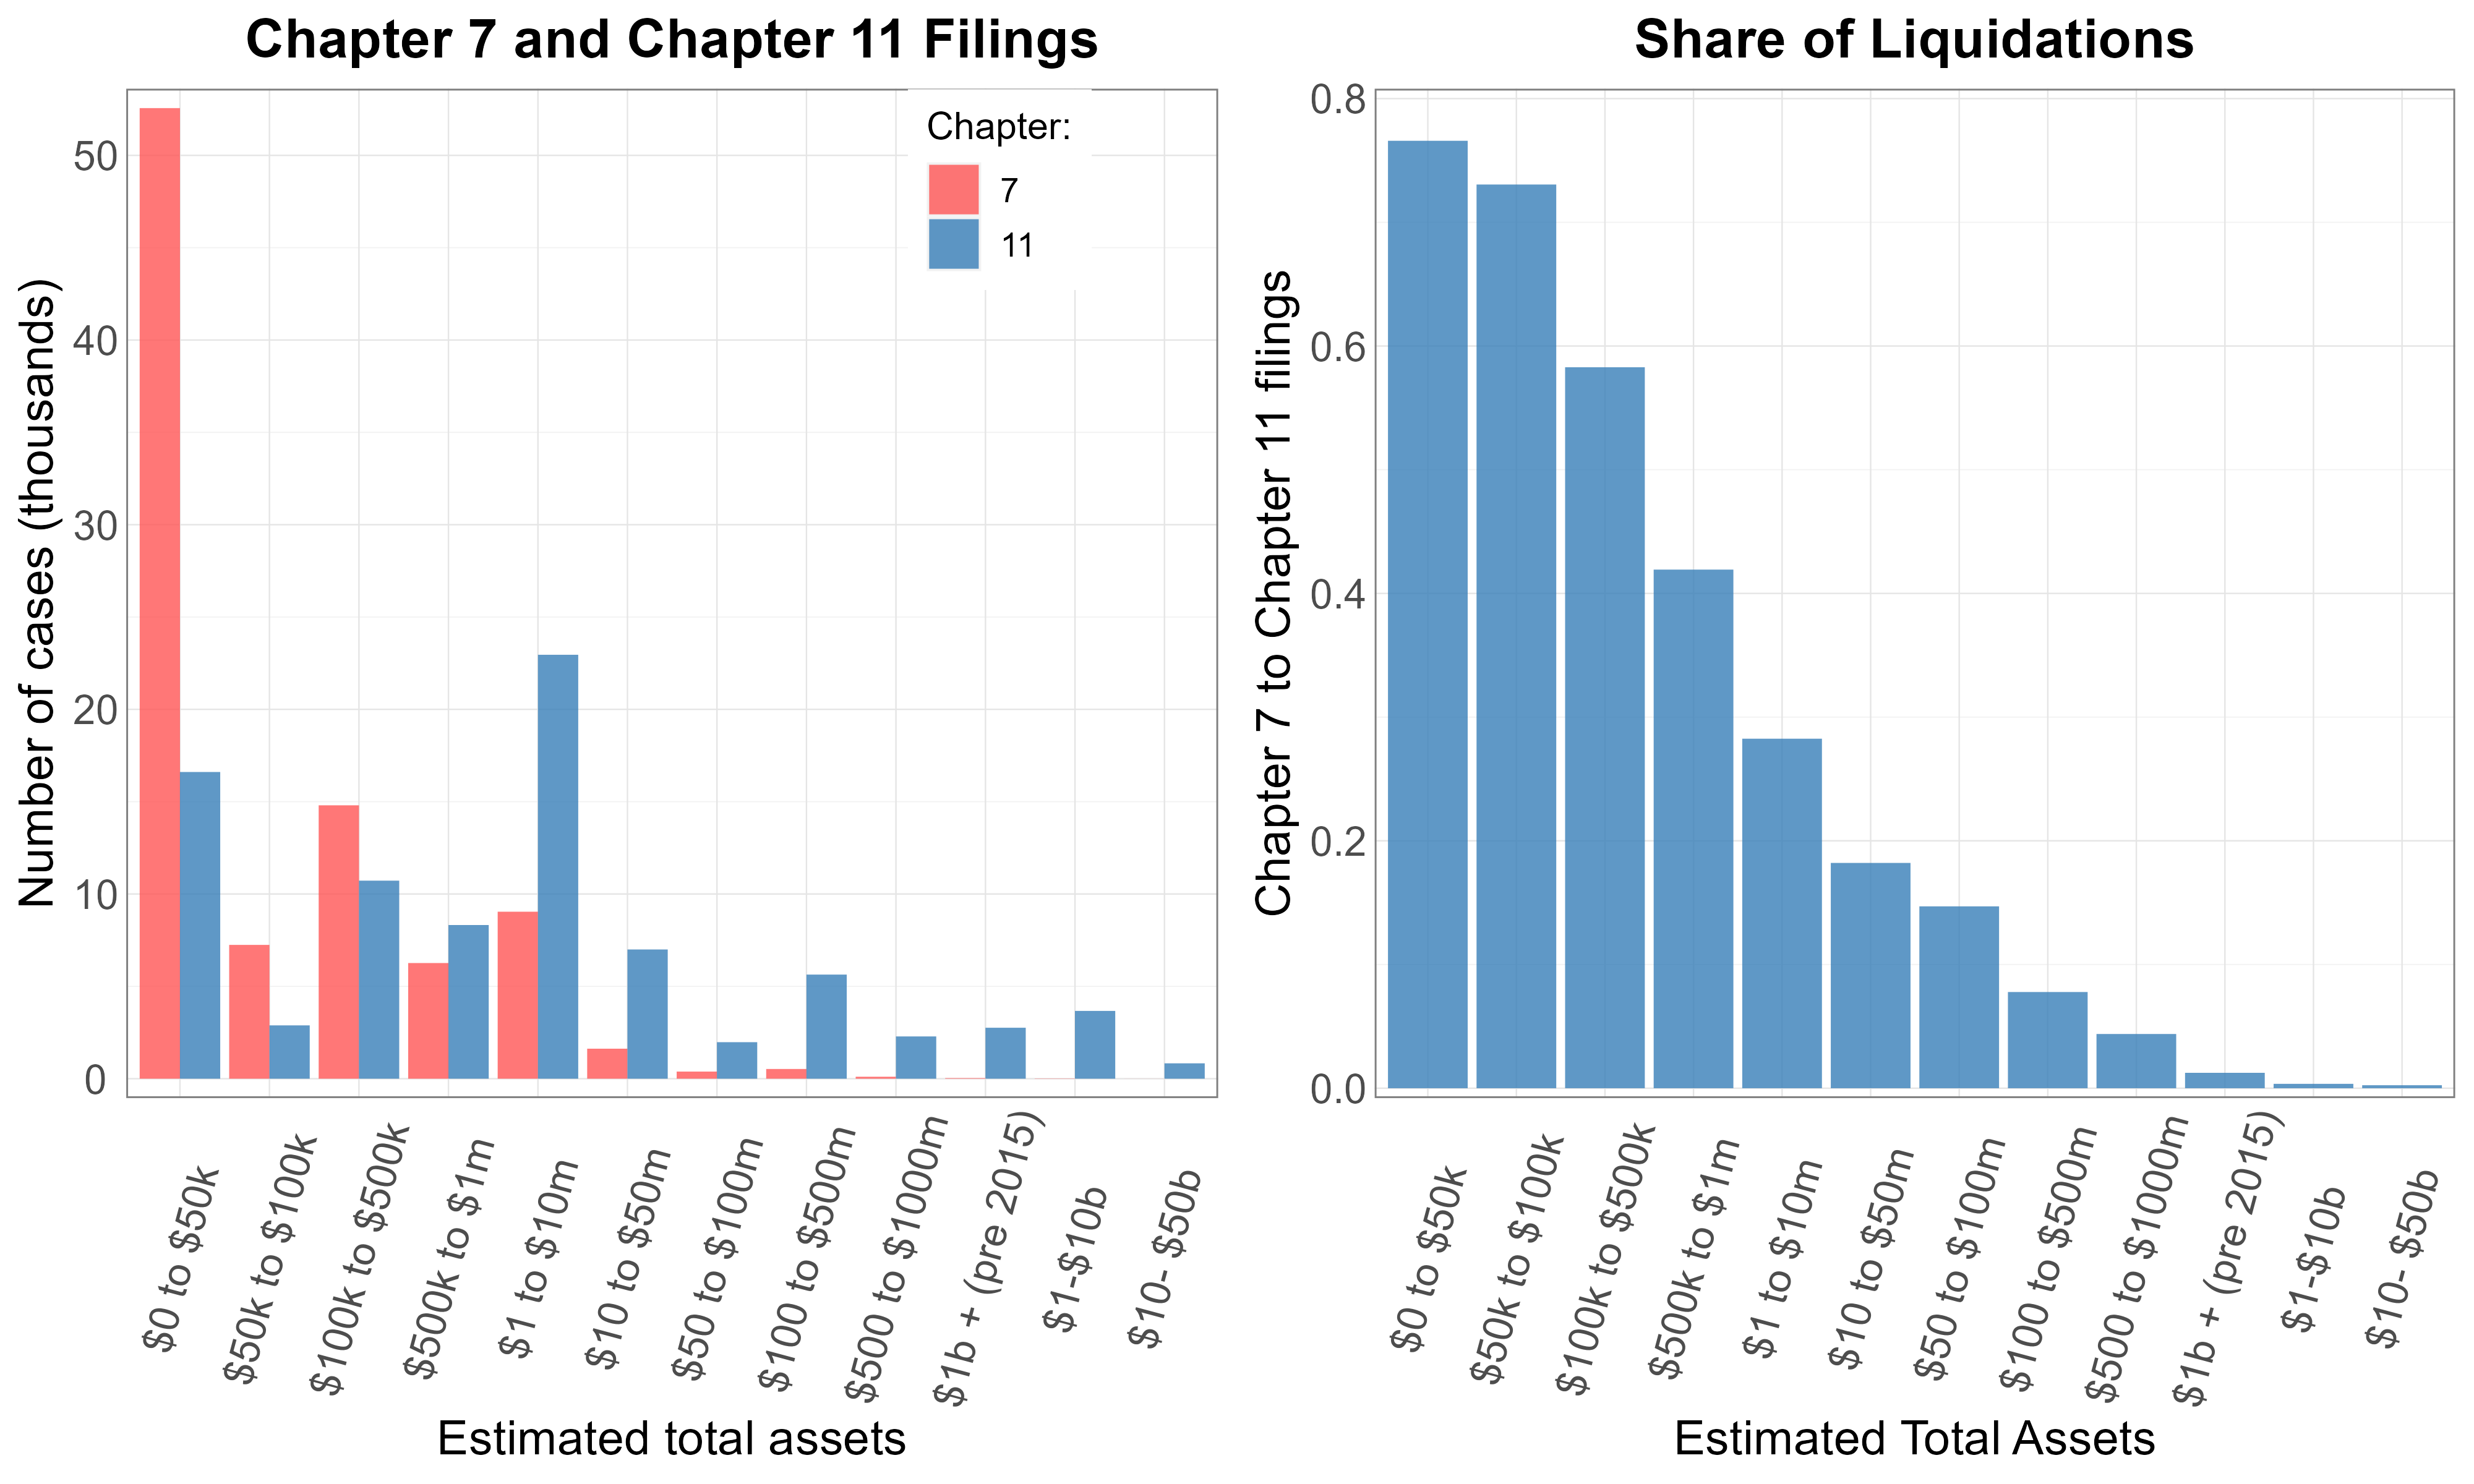 Chapter 7 and Chapter 11 Filings
Number of cases (thousands)
50
40
30
20
10
0
Chapter:
7
11
$0 to $50k
$50k to $100k
$100k to $500k
$500k to $1m
$1 to $10m
$10 to $50m
$50 to $100m
$100 to $500m
$500 to $1000m
$1b + (pre 2015)
$1-$10b
$10- $50b
Estimated total assets
Share of Liquidations
Chapter 7 to Chapter 11 filings
0.8
0.6
0.4
0.2
0.0
$0 to $50k
$50k to $100k
$100k to $500k
$500k to $1m
$1 to $10m
$10 to $50m
$50 to $100m
$100 to $500m
$500 to $1000m
$1b + (pre 2015)
$1-$10b
$10- $50b
Estimated Total Assets